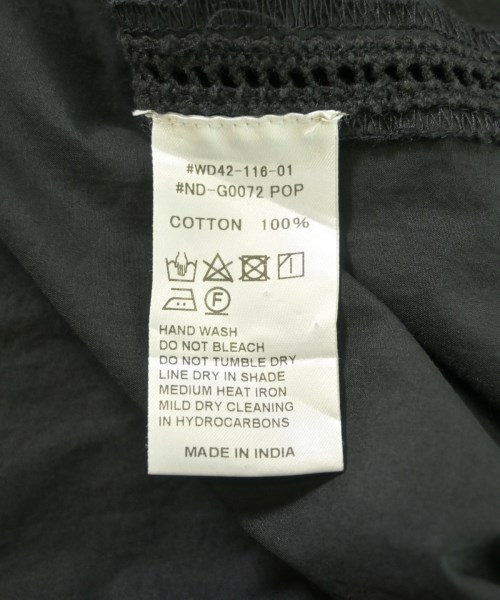 #WD42-116-01
#ND-G0072 POP
COTTON 100%
F
HAND WASH
DO NOT BLEACH
DO NOT TUMBLE DRY
LINE DRY IN SHADE
MEDIUM HEAT IRON
MILD DRY CLEANING
IN HYDROCARBONS
MADE IN INDIA